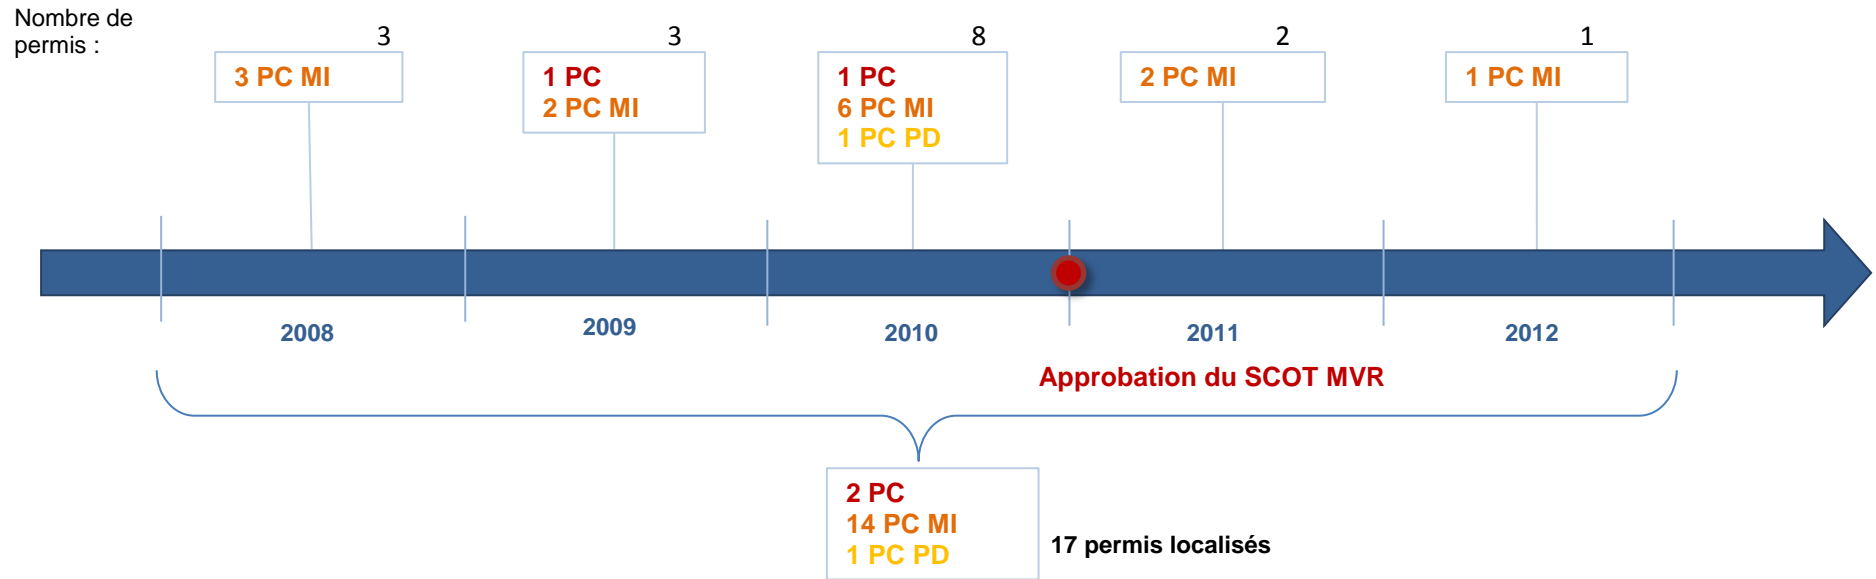 Nombre de
permis :
3
3
8
2
1
3 PC MI
1 PC
2 PC MI
1 PC
6 PC MI
1 PC PD
2 PC MI
1 PC MI
2008
2009
2010
2011
2012
Approbation du SCOT MVR
2 PC
14 PC MI
1 PC PD
17 permis localisés